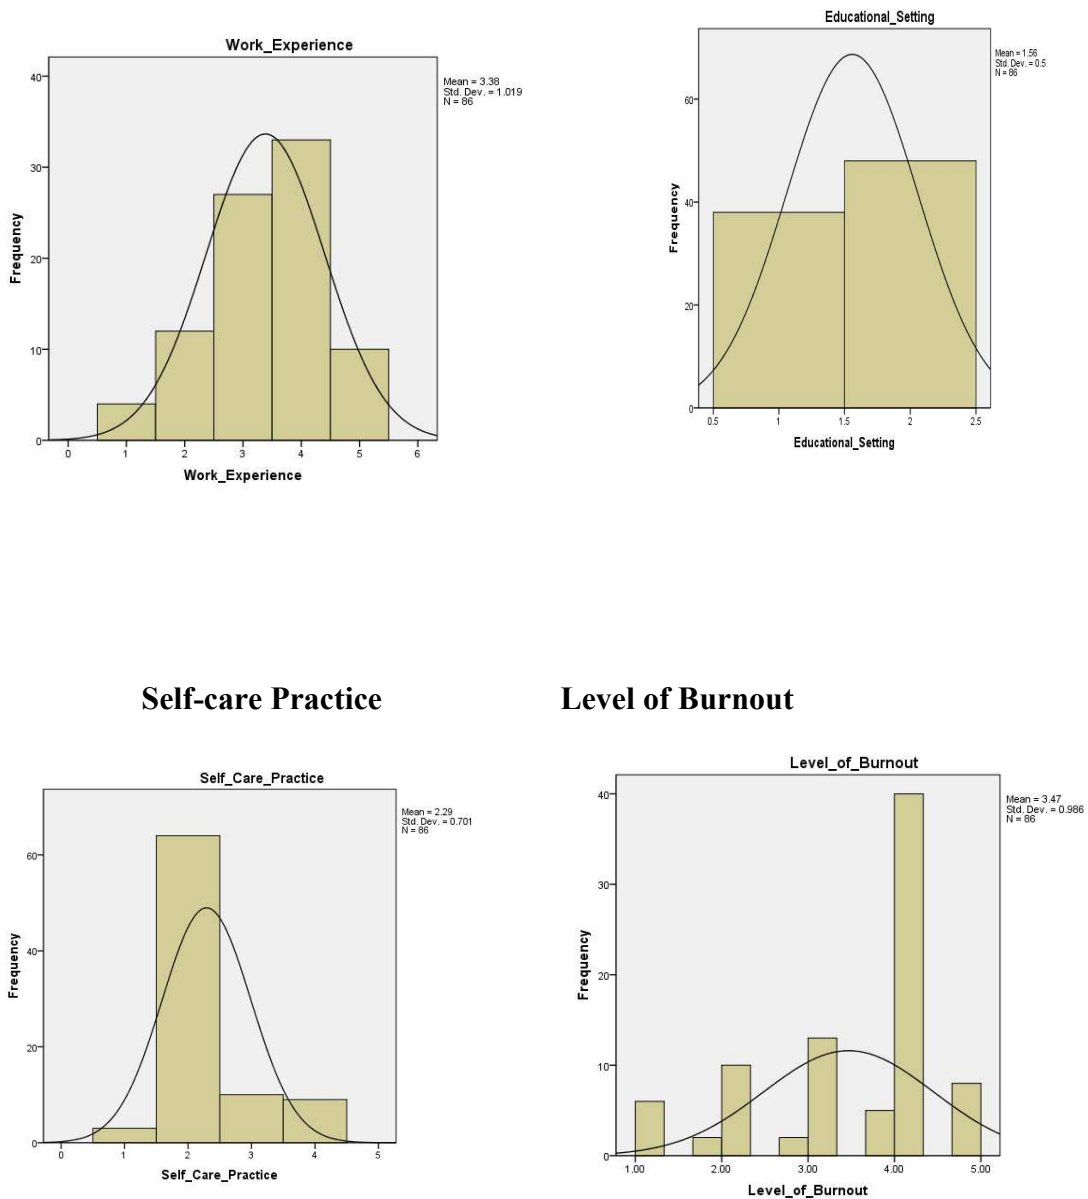 Work_Experience
Mean = 3.38
Std. Dev. = 1.019
N = 86
Frequency
40
30
20
10
0
0 1 2 3 4 5 6
Work_Experience
Educational_Setting
Mean = 1.56
Std. Dev. = 0.5
N = 86
Frequency
60
40
20
0
0.5 1 1.5 2 2.5
Educational_Setting
Self-care Practice
Level of Burnout
Self_Care_Practice
Mean = 2.29
Std. Dev. = 0.701
N = 86
Frequency
60
40
20
0
0 1 2 3 4 5
Self_Care_Practice
Level_of_Burnout
Mean = 3.47
Std. Dev. = 0.986
N = 86
Frequency
40
30
20
10
0
1.00 2.00 3.00 4.00 5.00
Level_of_Burnout